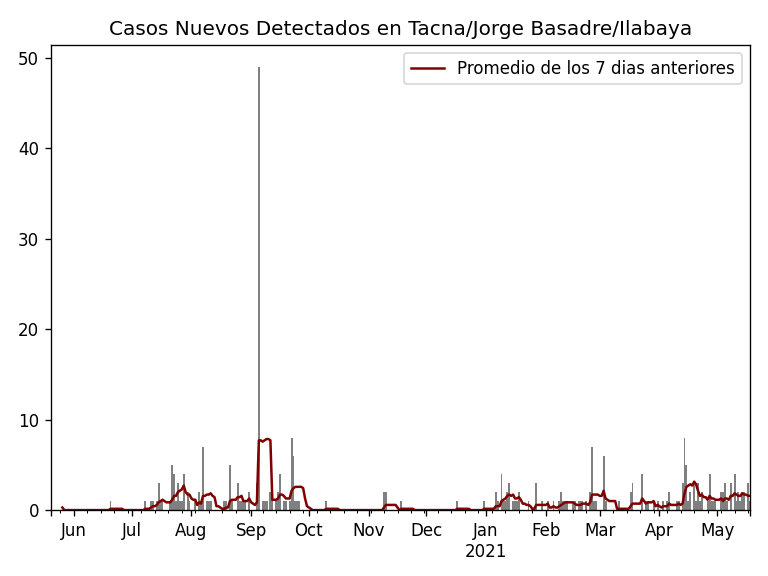 Casos Nuevos Detectados en Tacna/Jorge Basadre/Ilabaya
Promedio de los 7 dias anteriores
50
40
30
20
10
0
Jun Jul Aug Sep Oct Nov Dec Jan Feb Mar Apr May
2021